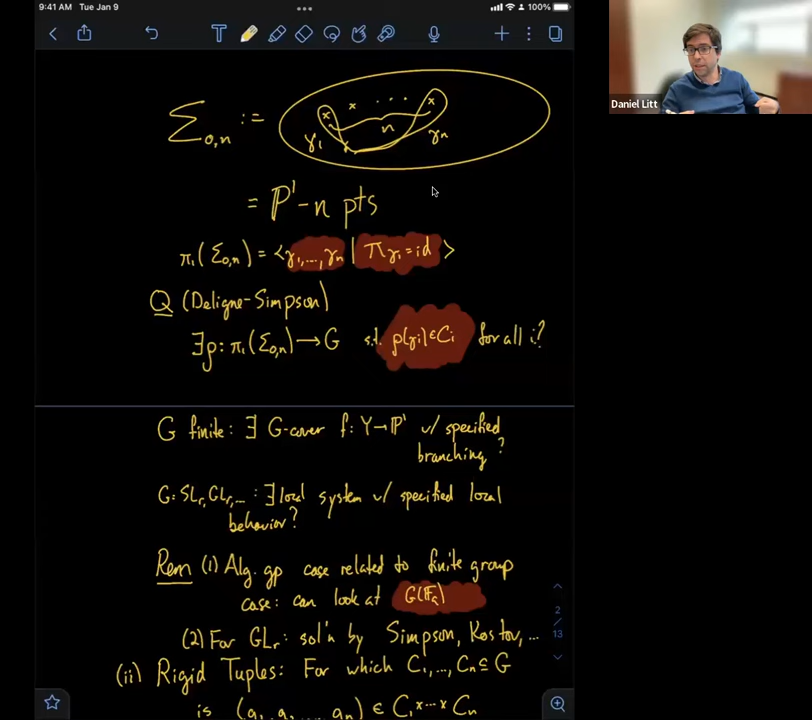 9:41 AM Tue Jan 9
100%
Daniel Litt
Σ₀,ₙ :=
γ₁ n γₙ
= ℙ¹ - n pts
π₁(Σ₀,ₙ) = <γ₁,...,γₙ | Πγᵢ = id >
Q (Deligne-Simpson)
∃ρ: π₁(Σ₀,ₙ) → G s.t. ρ(γᵢ) ∈ Cᵢ for all i?
G finite: ∃ G-cover f: Y → ℙ¹ w/ specified
branching?
G: SLᵣ, GLᵣ,... : ∃ local system w/ specified local
behavior?
Rem (1) Alg. gp case related to finite group
case: can look at G(𝔽q)
(2) For GLᵣ: sol'n by Simpson, Kostov, ...
(ii) Rigid Tuples: For which C₁,..., Cₙ ⊆ G
is (a₁, a₂, ..., aₙ) ∈ C₁ x ... x Cₙ
2
/
13